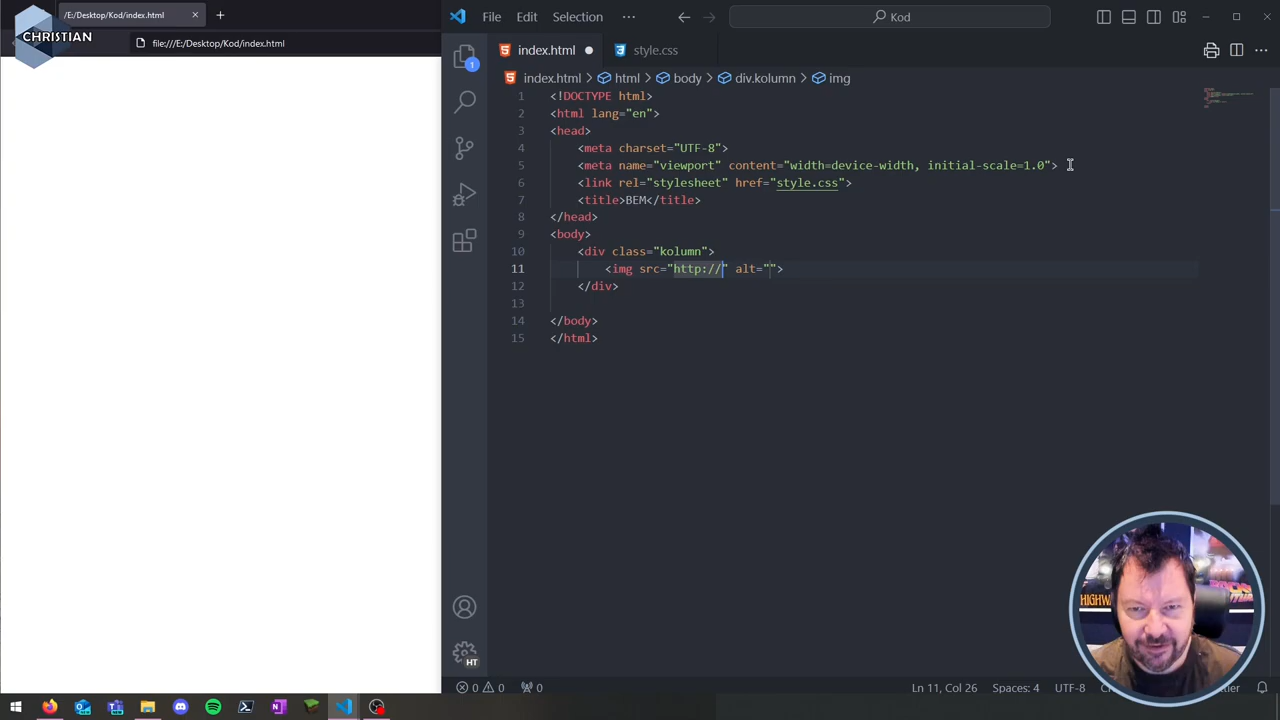 /E:/Desktop/Kod/index.html
CHRISTIAN
file:///E:/Desktop/Kod/index.html
File Edit Selection
Kod
index.html
style.css
index.html > html > body > div.kolumn > img
1 <!DOCTYPE html>
2 <html lang="en">
3 <head>
4 <meta charset="UTF-8">
5 <meta name="viewport" content="width=device-width, initial-scale=1.0">
6 <link rel="stylesheet" href="style.css">
7 <title>BEM</title>
8 </head>
9 <body>
10 <div class="kolumn">
11 <img src="http://" alt="">
12 </div>
13
14 </body>
15 </html>
1
HT
0 0 0
Ln 11, Col 26
Spaces: 4
UTF-8
HIGHWA